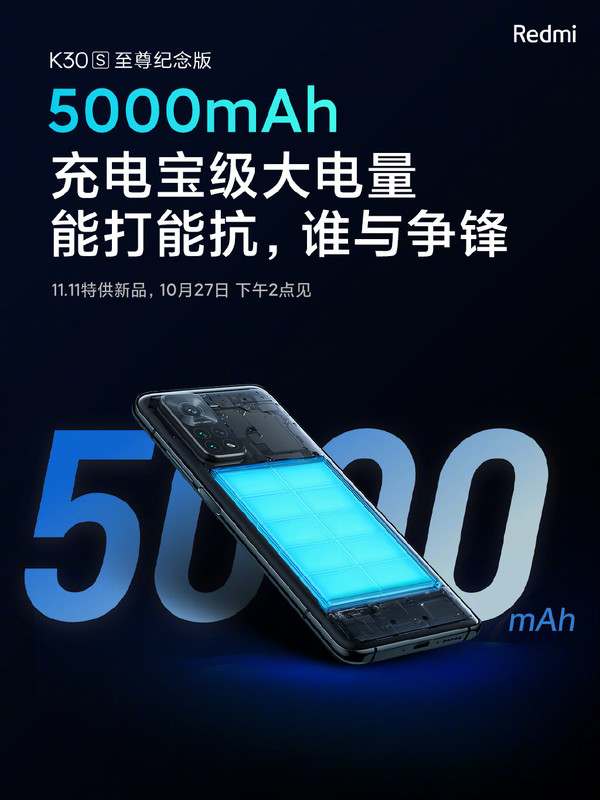 Redmi
K30 S 至尊纪念版
5000mAh
充电宝级大电量
能打能抗，谁与争锋
11.11特供新品，10月27日 下午2点见
5000
mAh